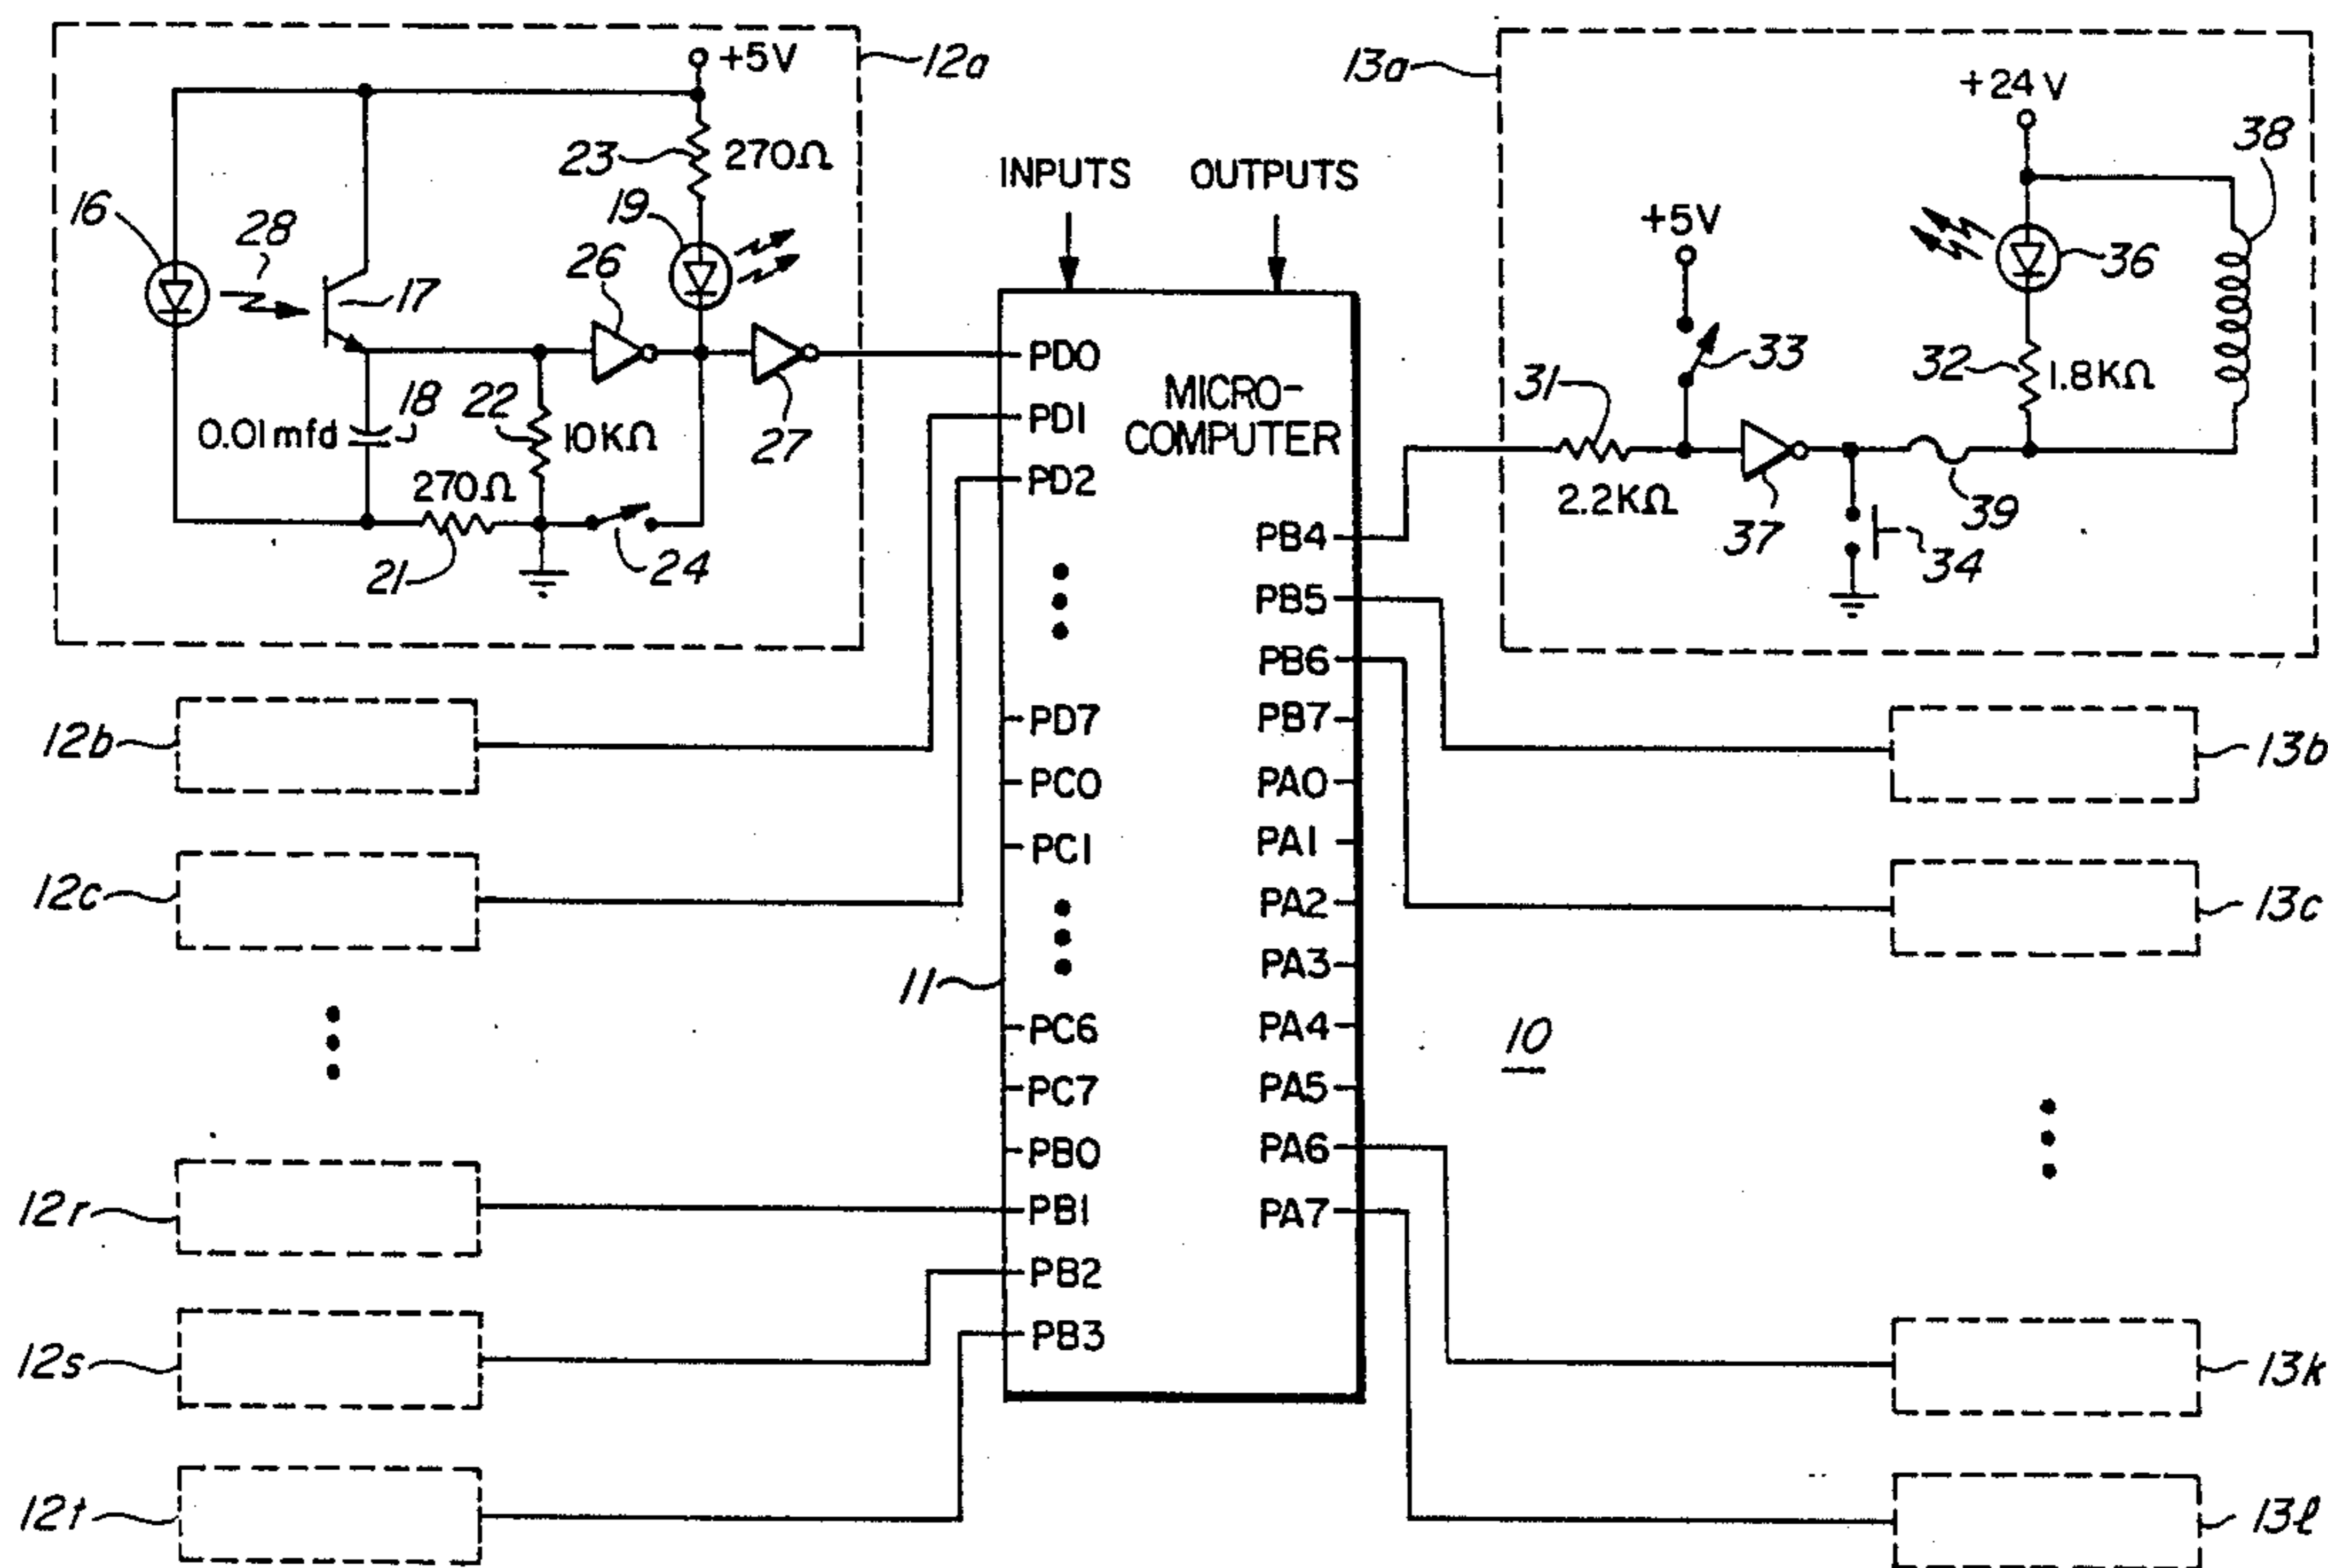 +5V
12a
23
270Ω
16
28
19
26
17
0.01mfd
18
22
10KΩ
27
270Ω
21
24
INPUTS
OUTPUTS
MICRO-
COMPUTER
PD0
PD1
PD2
PD7
PC0
PC1
PC6
PC7
PB0
PB1
PB2
PB3
PB4
PB5
PB6
PB7
PA0
PA1
PA2
PA3
PA4
PA5
PA6
PA7
11
10
13a
+24V
38
+5V
36
33
32
1.8KΩ
31
2.2KΩ
37
39
34
12b
12c
12r
12s
12t
13b
13c
13k
13l